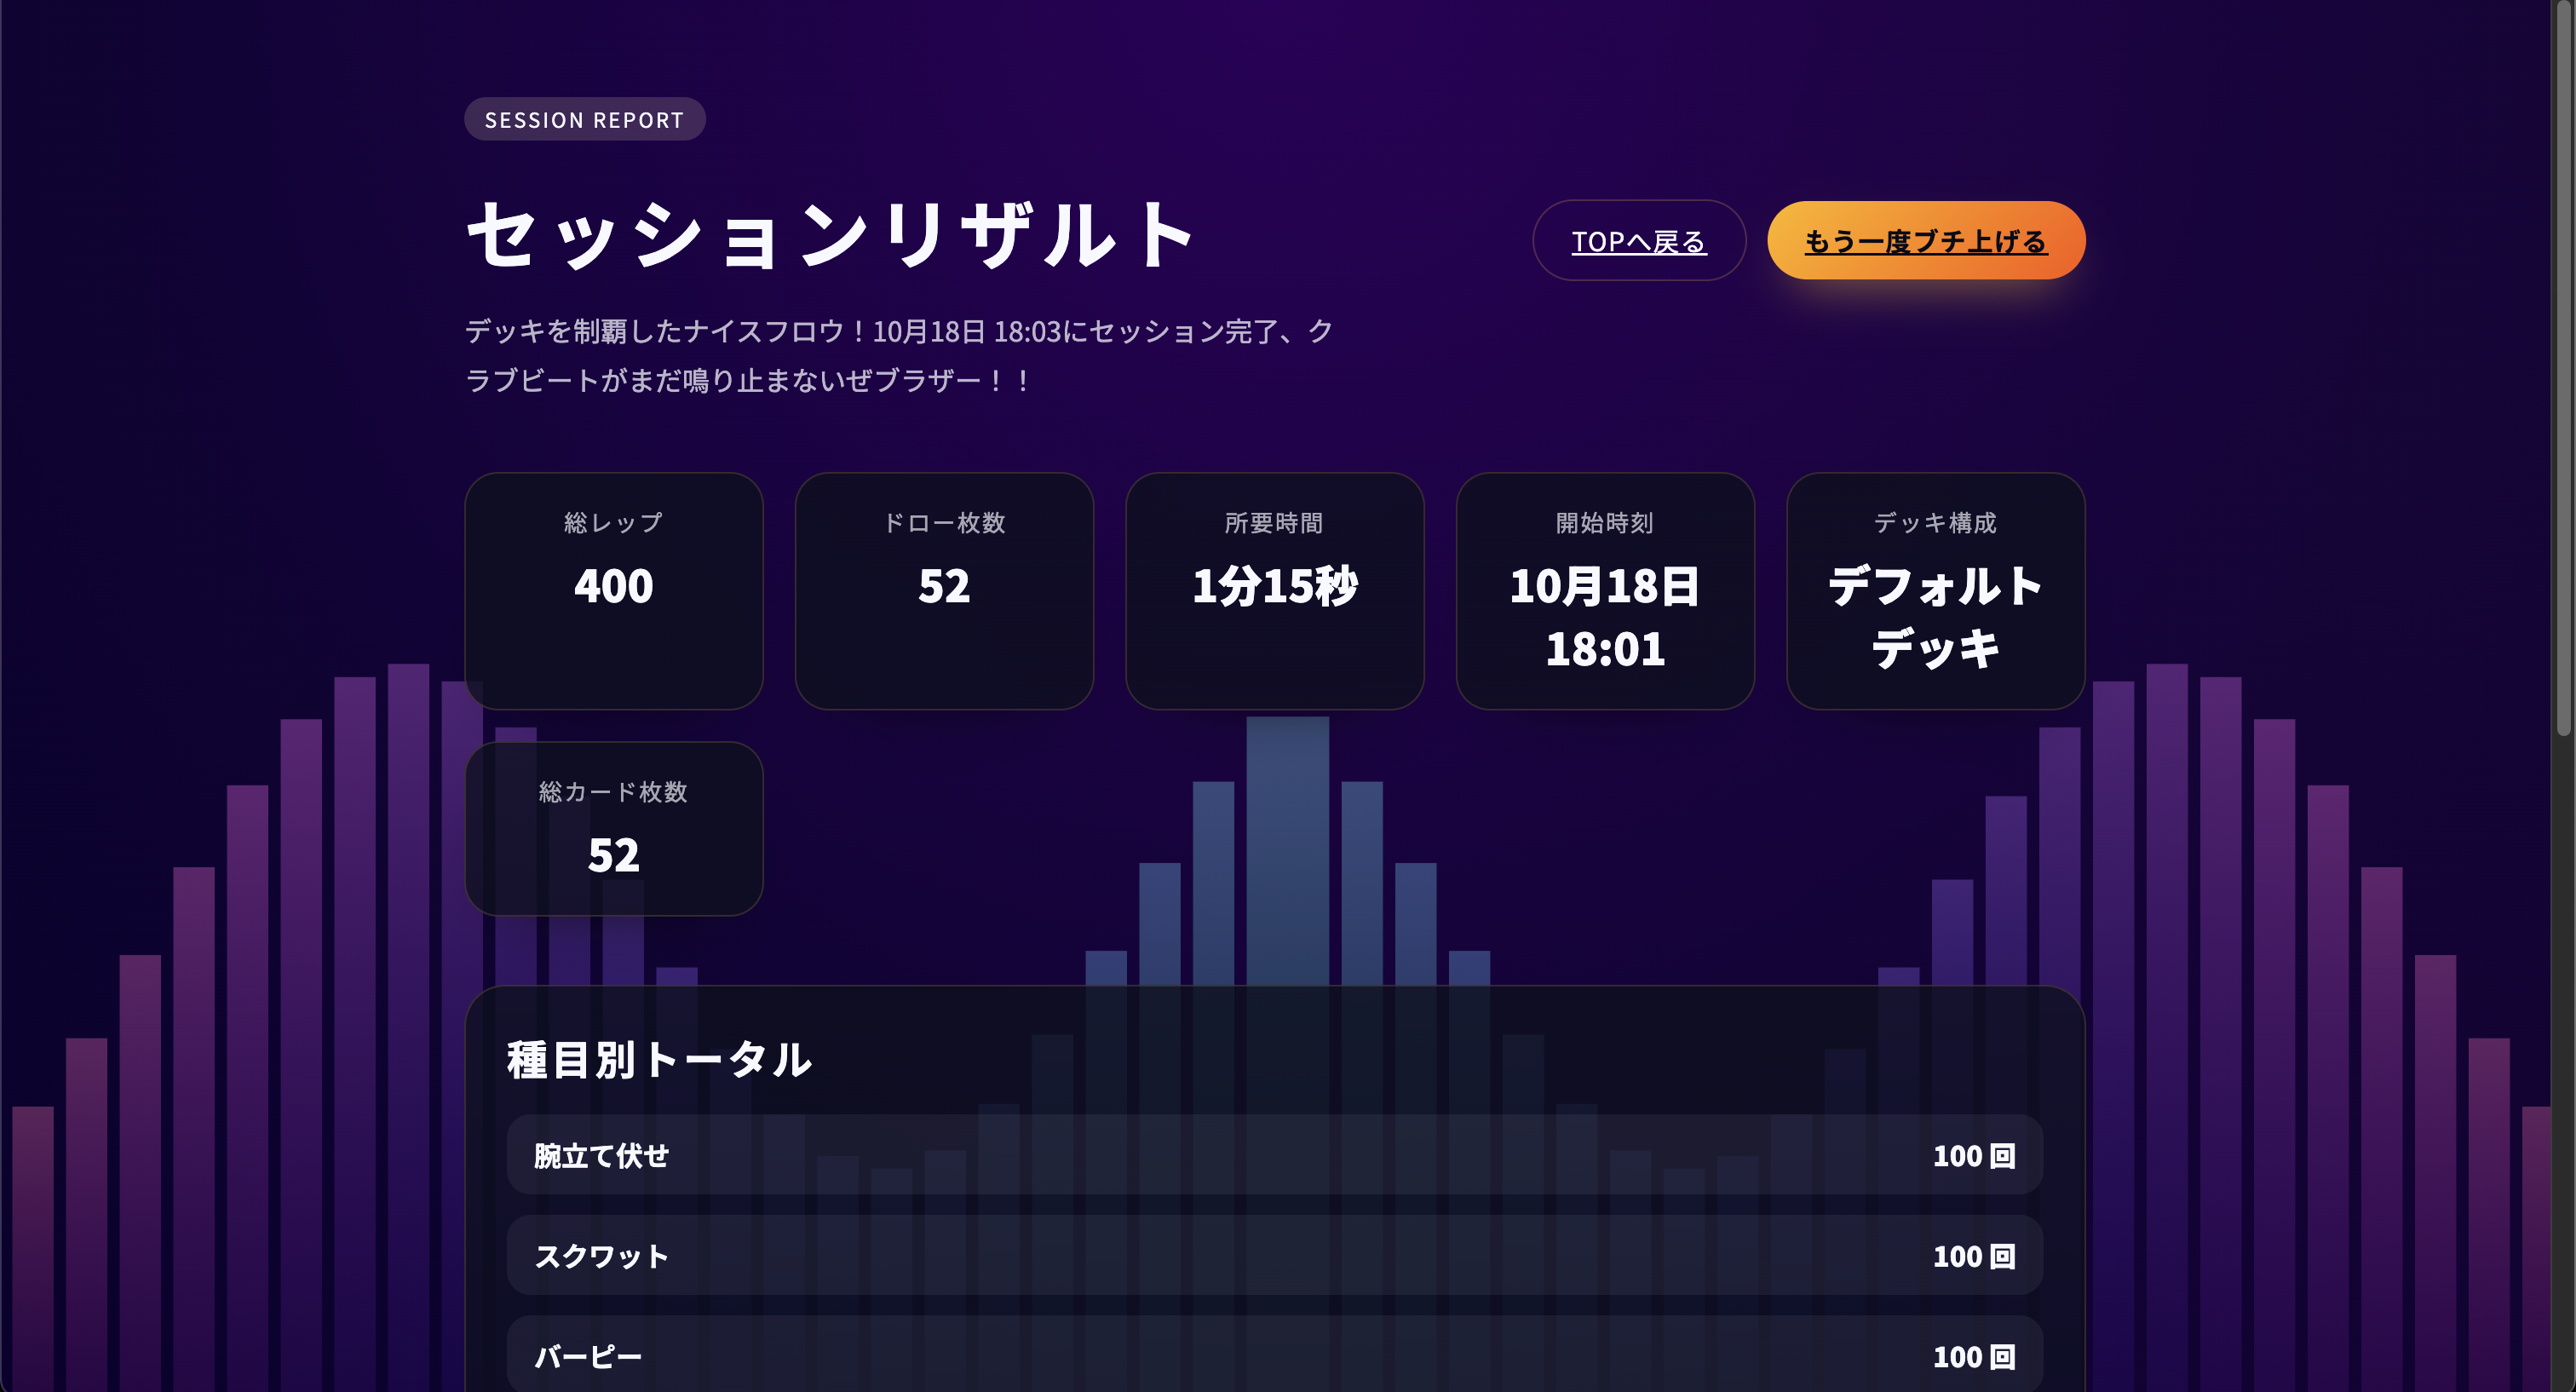 SESSION REPORT
セッションリザルト
TOPへ戻る
もう一度ブチ上げる
デッキを制覇したナイスフロウ！10月18日 18:03にセッション完了、ク
ラブビートがまだ鳴り止まないぜブラザー！！
総レップ
400
ドロー枚数
52
所要時間
1分15秒
開始時刻
10月18日
18:01
デッキ構成
デフォルト
デッキ
総カード枚数
52
種目別トータル
腕立て伏せ
100 回
スクワット
100 回
バーピー
100 回